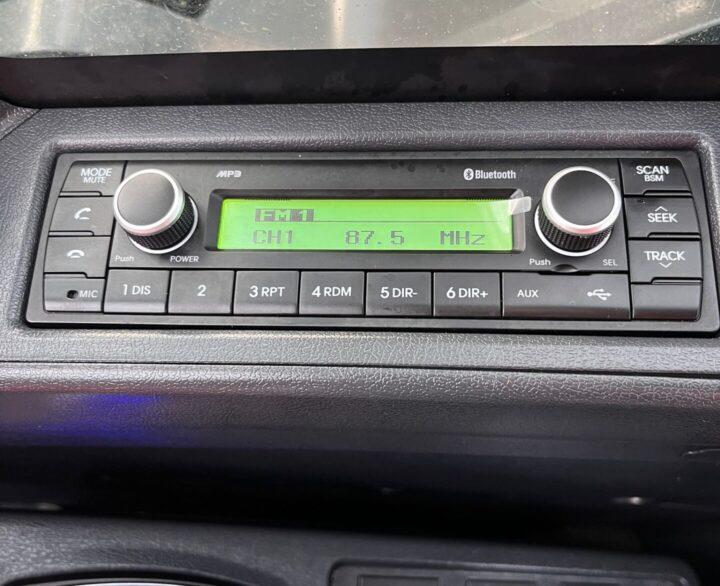 MODE
MUTE
MP3
Bluetooth
SCAN
BSM
FM1
CH1 87.5 MHz
SEEK
TRACK
Push POWER
Push SEL
MIC
1 DIS
2
3 RPT
4 RDM
5 DIR-
6 DIR+
AUX